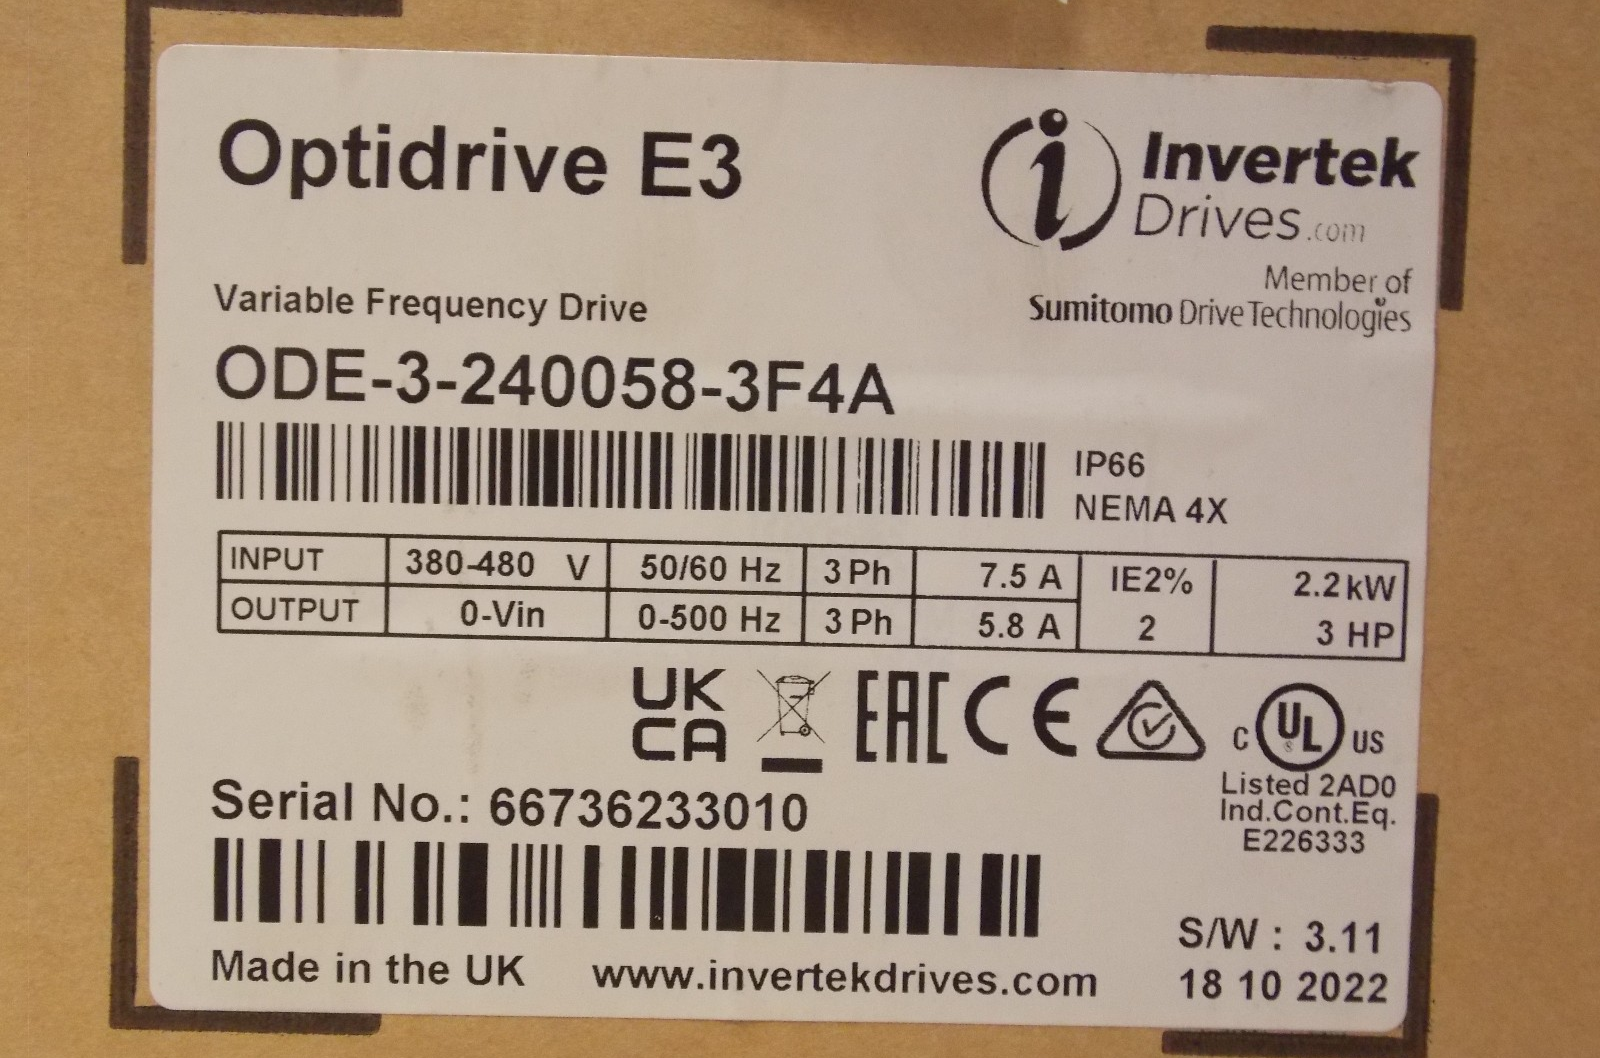 Optidrive E3
Invertek
Drives.com
Member of
Sumitomo Drive Technologies
Variable Frequency Drive
ODE-3-240058-3F4A
IP66
NEMA 4X
INPUT 380-480 V 50/60 Hz 3 Ph 7.5 A IE2% 2.2 kW
OUTPUT 0-Vin 0-500 Hz 3 Ph 5.8 A 2 3 HP
UK
CA
EAC CE
C UL ® US
Listed 2AD0
Ind.Cont.Eq.
E226333
Serial No.: 66736233010
S/W : 3.11
Made in the UK www.invertekdrives.com 18 10 2022